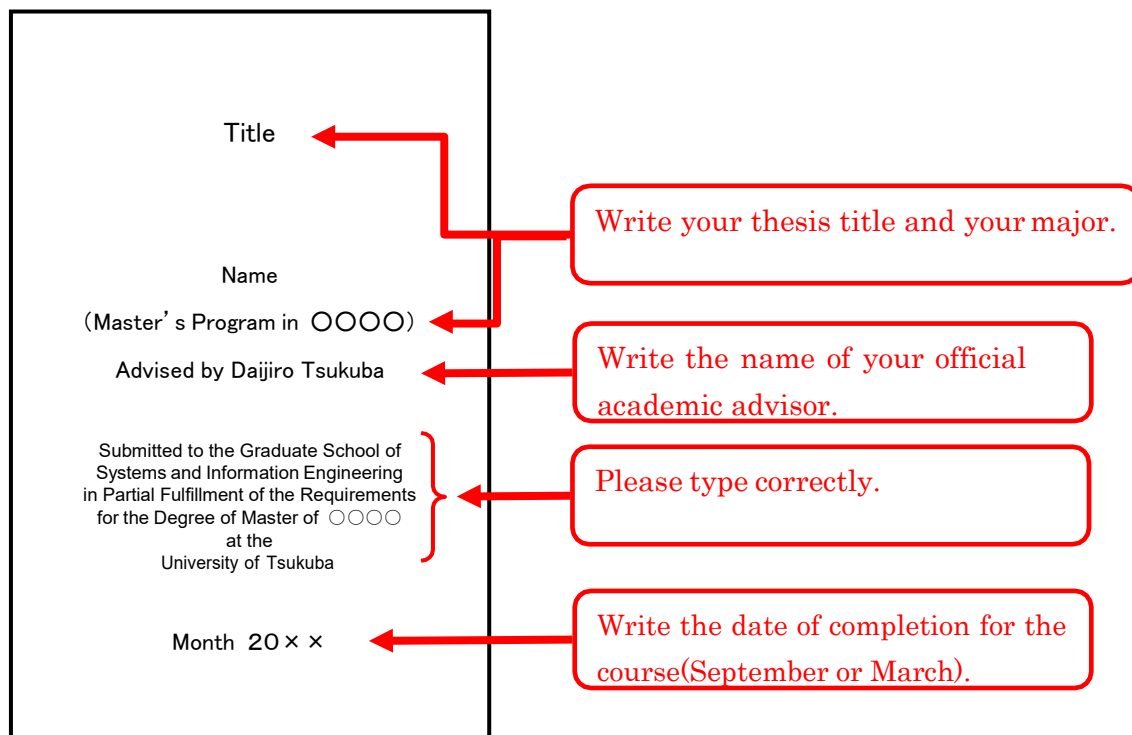 Title
Write your thesis title and your major.
Name
(Master's Program in ○○○○)
Advised by Daijiro Tsukuba
Write the name of your official
academic advisor.
Submitted to the Graduate School of
Systems and Information Engineering
in Partial Fulfillment of the Requirements
for the Degree of Master of ○○○○
at the
University of Tsukuba
Please type correctly.
Month 20××
Write the date of completion for the
course(September or March).